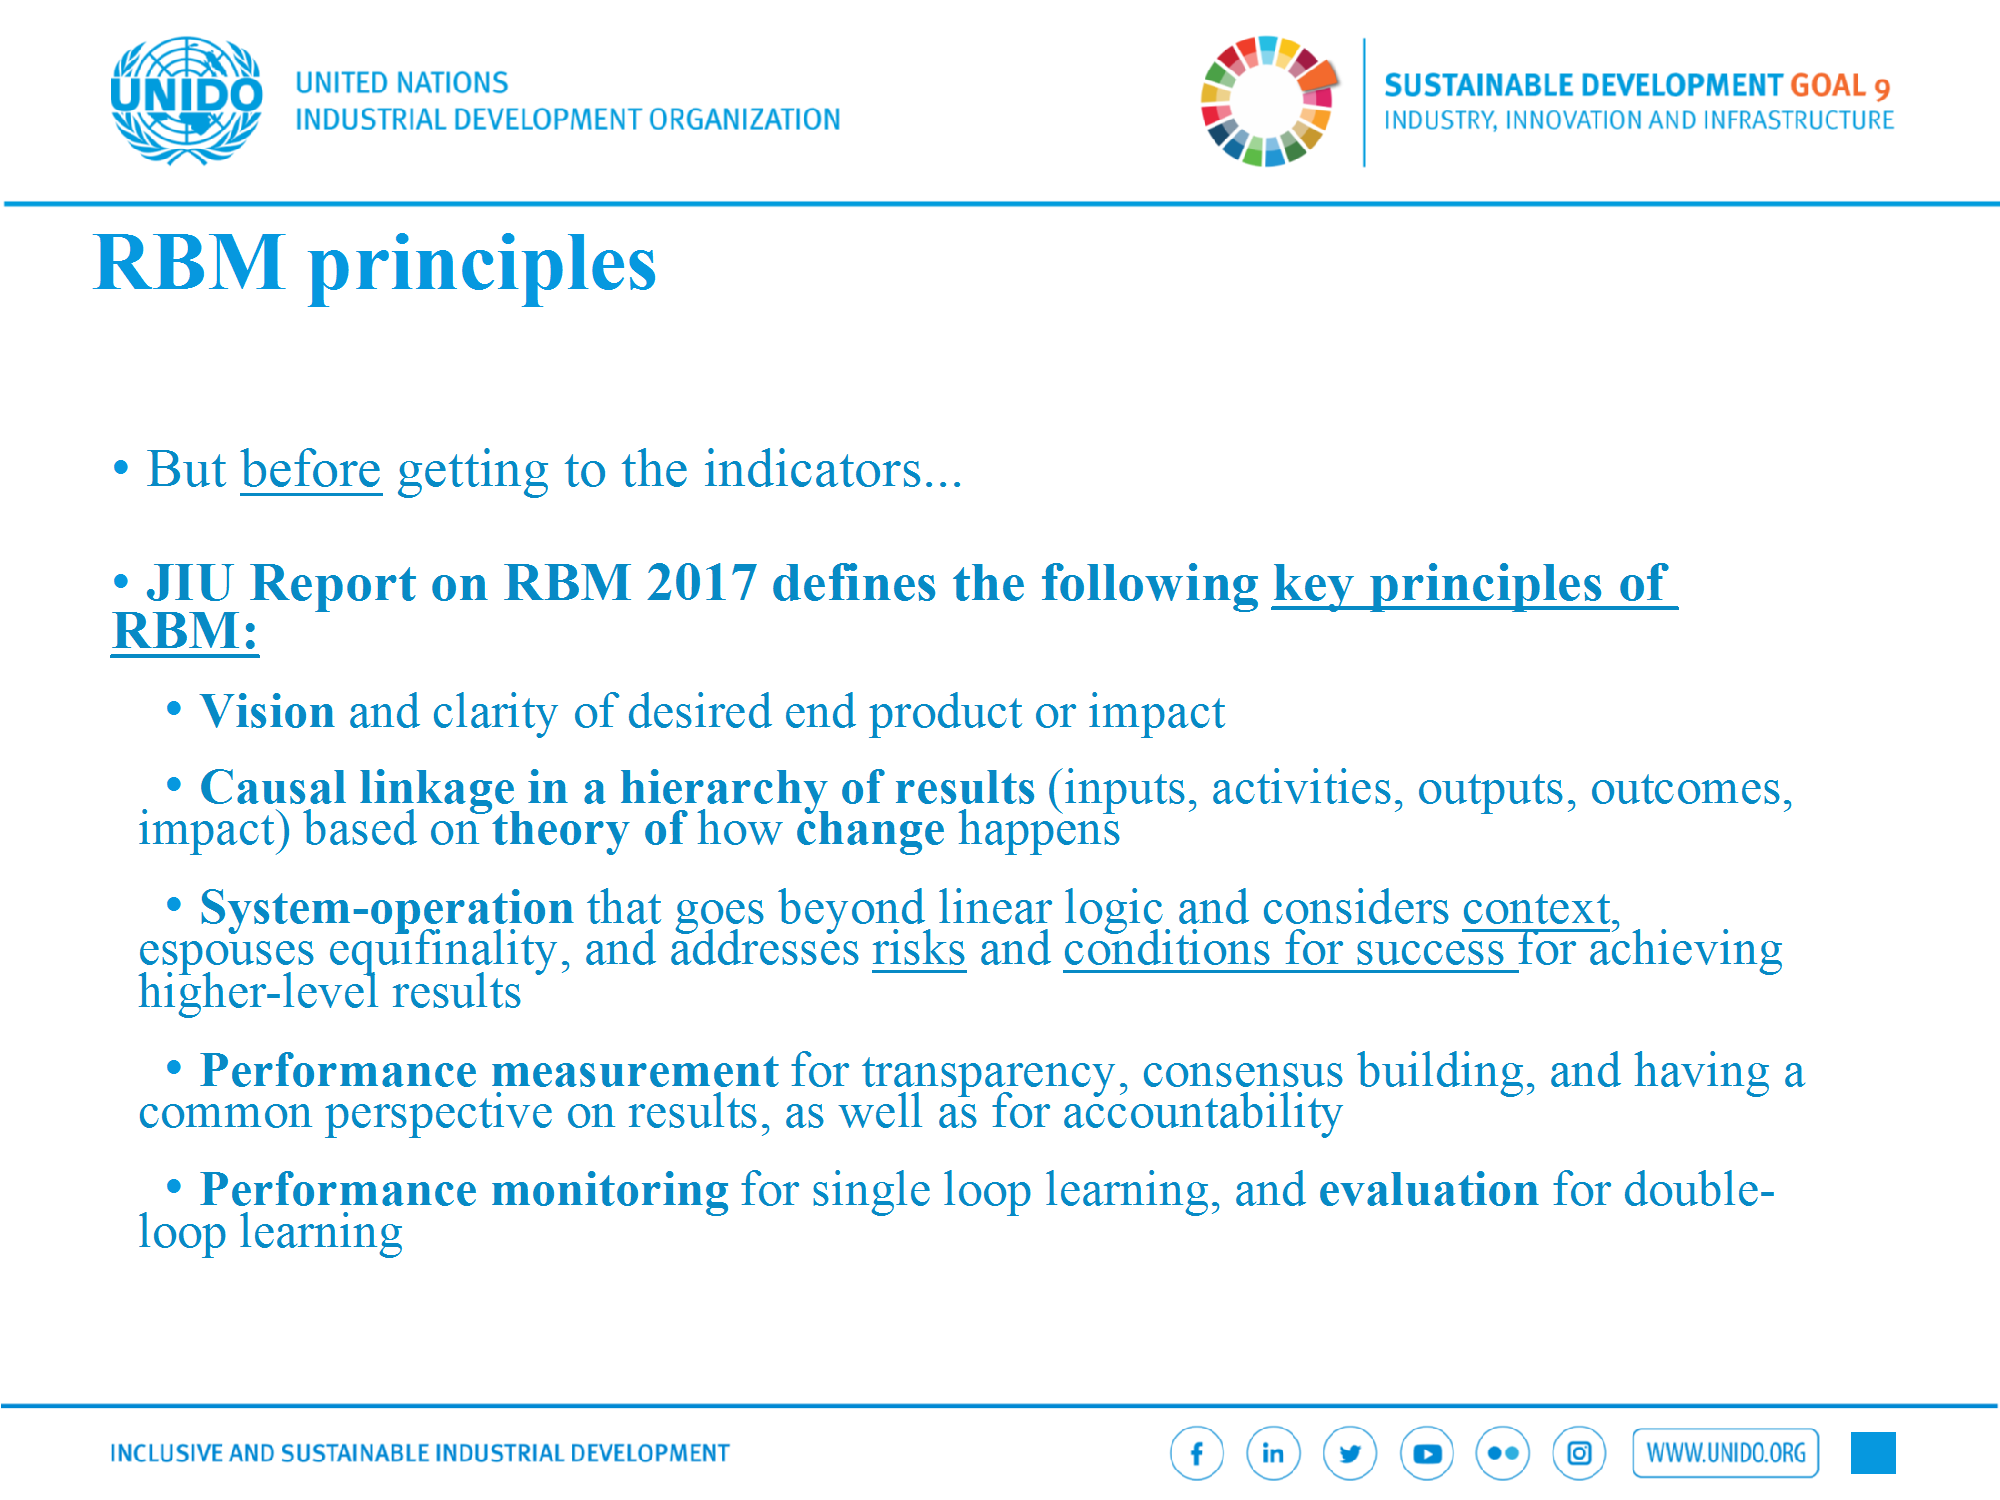 UNIDO
UNITED NATIONS
INDUSTRIAL DEVELOPMENT ORGANIZATION
SUSTAINABLE DEVELOPMENT GOAL 9
INDUSTRY, INNOVATION AND INFRASTRUCTURE
RBM principles
• But before getting to the indicators...
• JIU Report on RBM 2017 defines the following key principles of
RBM:
• Vision and clarity of desired end product or impact
• Causal linkage in a hierarchy of results (inputs, activities, outputs, outcomes,
impact) based on theory of how change happens
• System-operation that goes beyond linear logic and considers context,
espouses equifinality, and addresses risks and conditions for success for achieving
higher-level results
• Performance measurement for transparency, consensus building, and having a
common perspective on results, as well as for accountability
• Performance monitoring for single loop learning, and evaluation for double-
loop learning
INCLUSIVE AND SUSTAINABLE INDUSTRIAL DEVELOPMENT
WWW.UNIDO.ORG